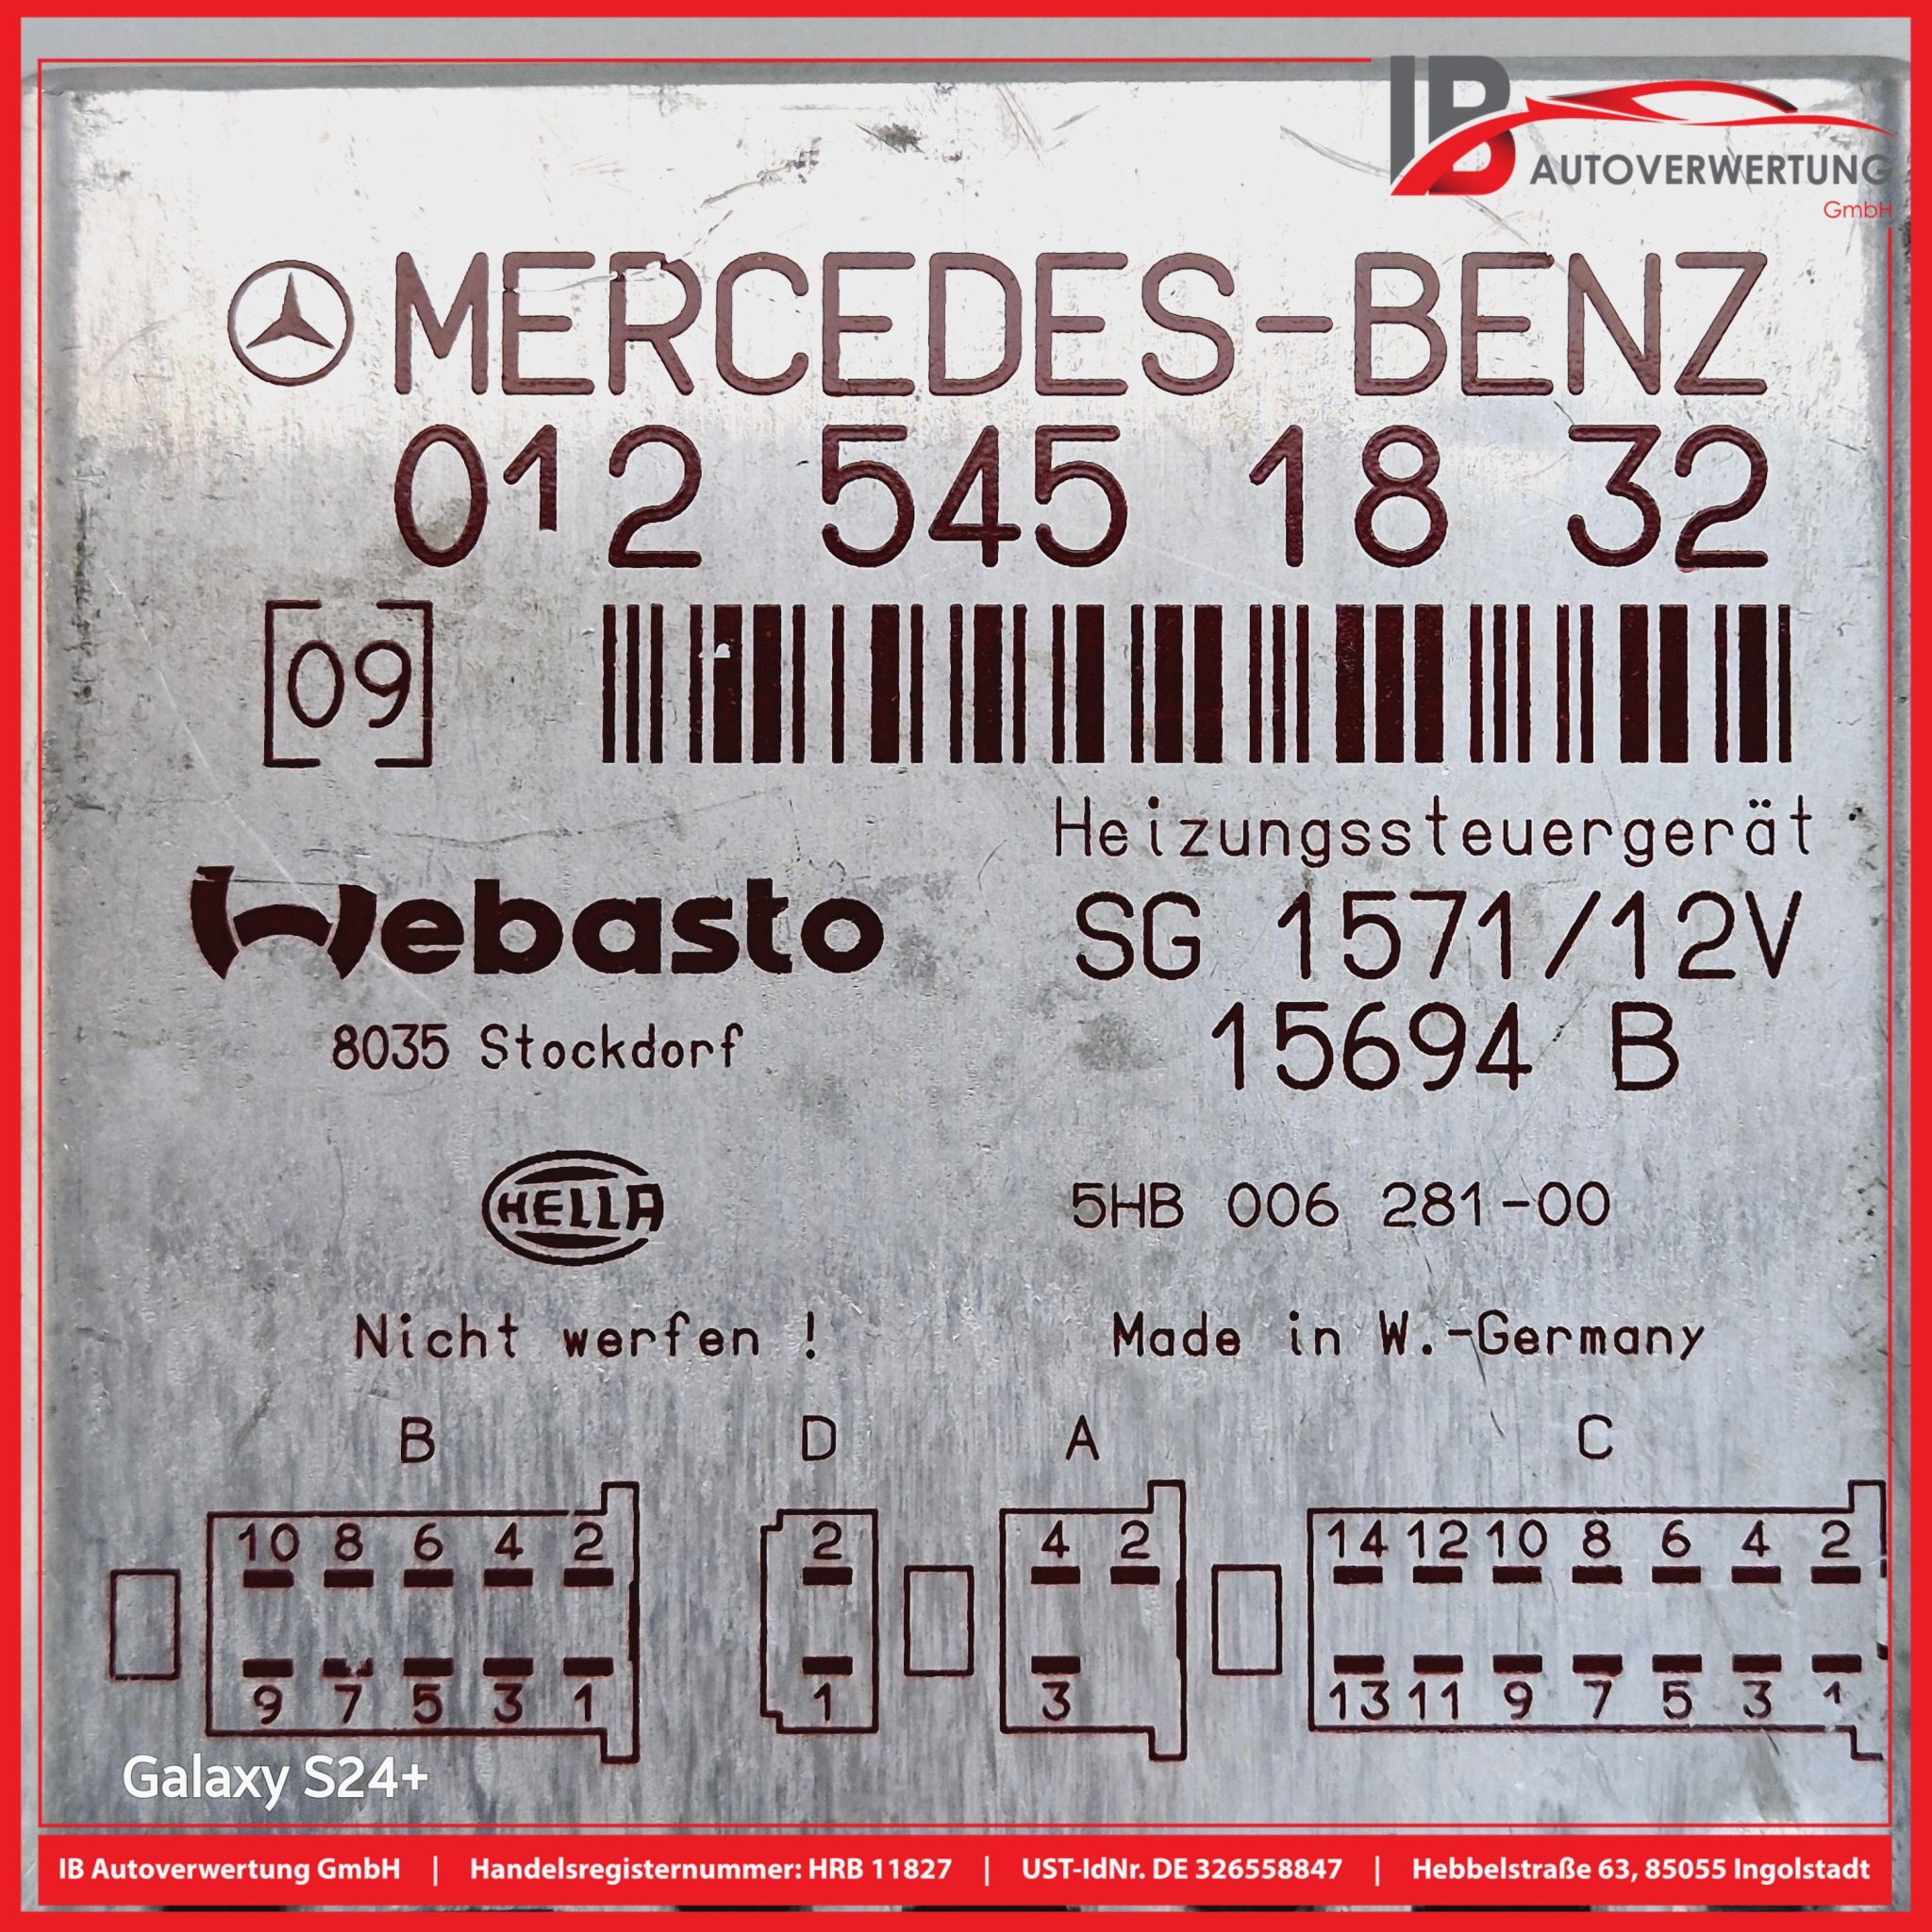 IB AUTOVERWERTUNG
GmbH
MERCEDES-BENZ
012 545 18 32
09
Heizungssteuergerät
Webasto
SG 1571/12V
8035 Stockdorf
15694 B
HELLA
5HB 006 281-00
Nicht werfen !
Made in W.-Germany
B D A C
10 8 6 4 2 2 4 2 14 12 10 8 6 4 2
9 7 5 3 1 1 3 13 11 9 7 5 3 1
Galaxy S24+
IB Autoverwertung GmbH | Handelsregisternummer: HRB 11827 | UST-IdNr. DE 326558847 | Hebbelstraße 63, 85055 Ingolstadt